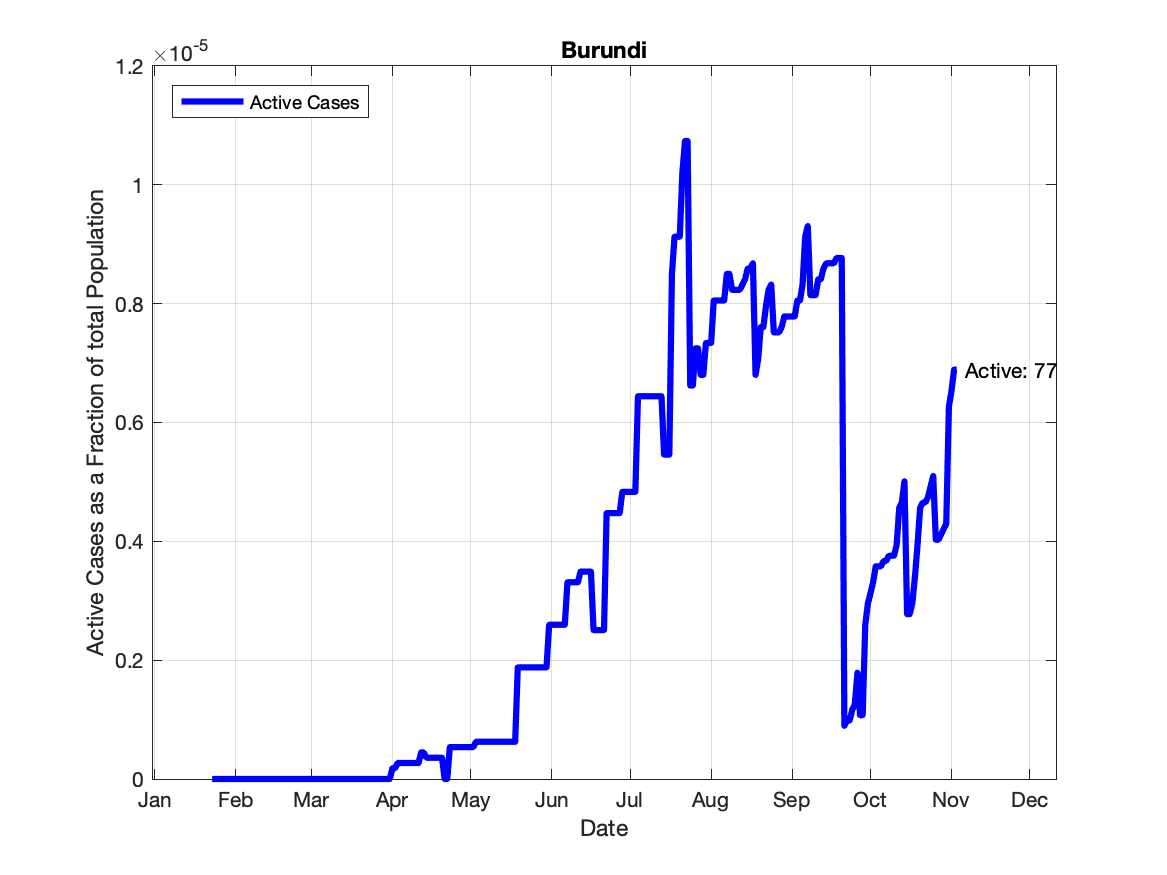 Burundi
×10-5
1.2
1
0.8
0.6
0.4
0.2
0
Active Cases as a Fraction of total Population
Active Cases
Active: 77
Jan Feb Mar Apr May Jun Jul Aug Sep Oct Nov Dec
Date